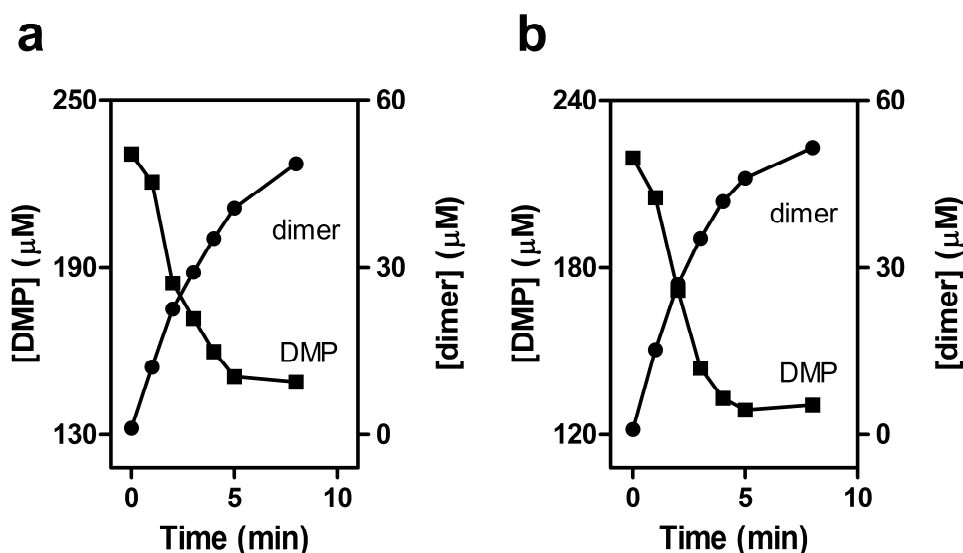 a
250
190
130
[DMP] (μM)
60
30
0
[dimer] (μM)
dimer
DMP
0 5 10
Time (min)
b
240
180
120
[DMP] (μM)
60
30
0
[dimer] (μM)
dimer
DMP
0 5 10
Time (min)